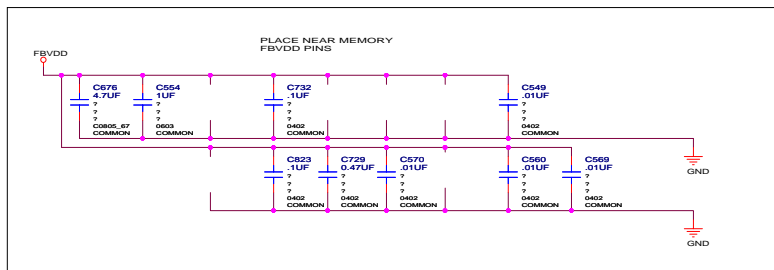 PLACE NEAR MEMORY
FBVDD PINS
FBVDD
C676
4.7UF
?
?
?
C0805_67
COMMON
C554
1UF
?
?
?
0603
COMMON
C732
.1UF
?
?
?
0402
COMMON
C549
.01UF
?
?
?
0402
COMMON
GND
C823
.1UF
?
?
?
0402
COMMON
C729
0.47UF
?
?
?
0402
COMMON
C570
.01UF
?
?
?
0402
COMMON
C560
.01UF
?
?
?
0402
COMMON
C569
.01UF
?
?
?
0402
COMMON
GND